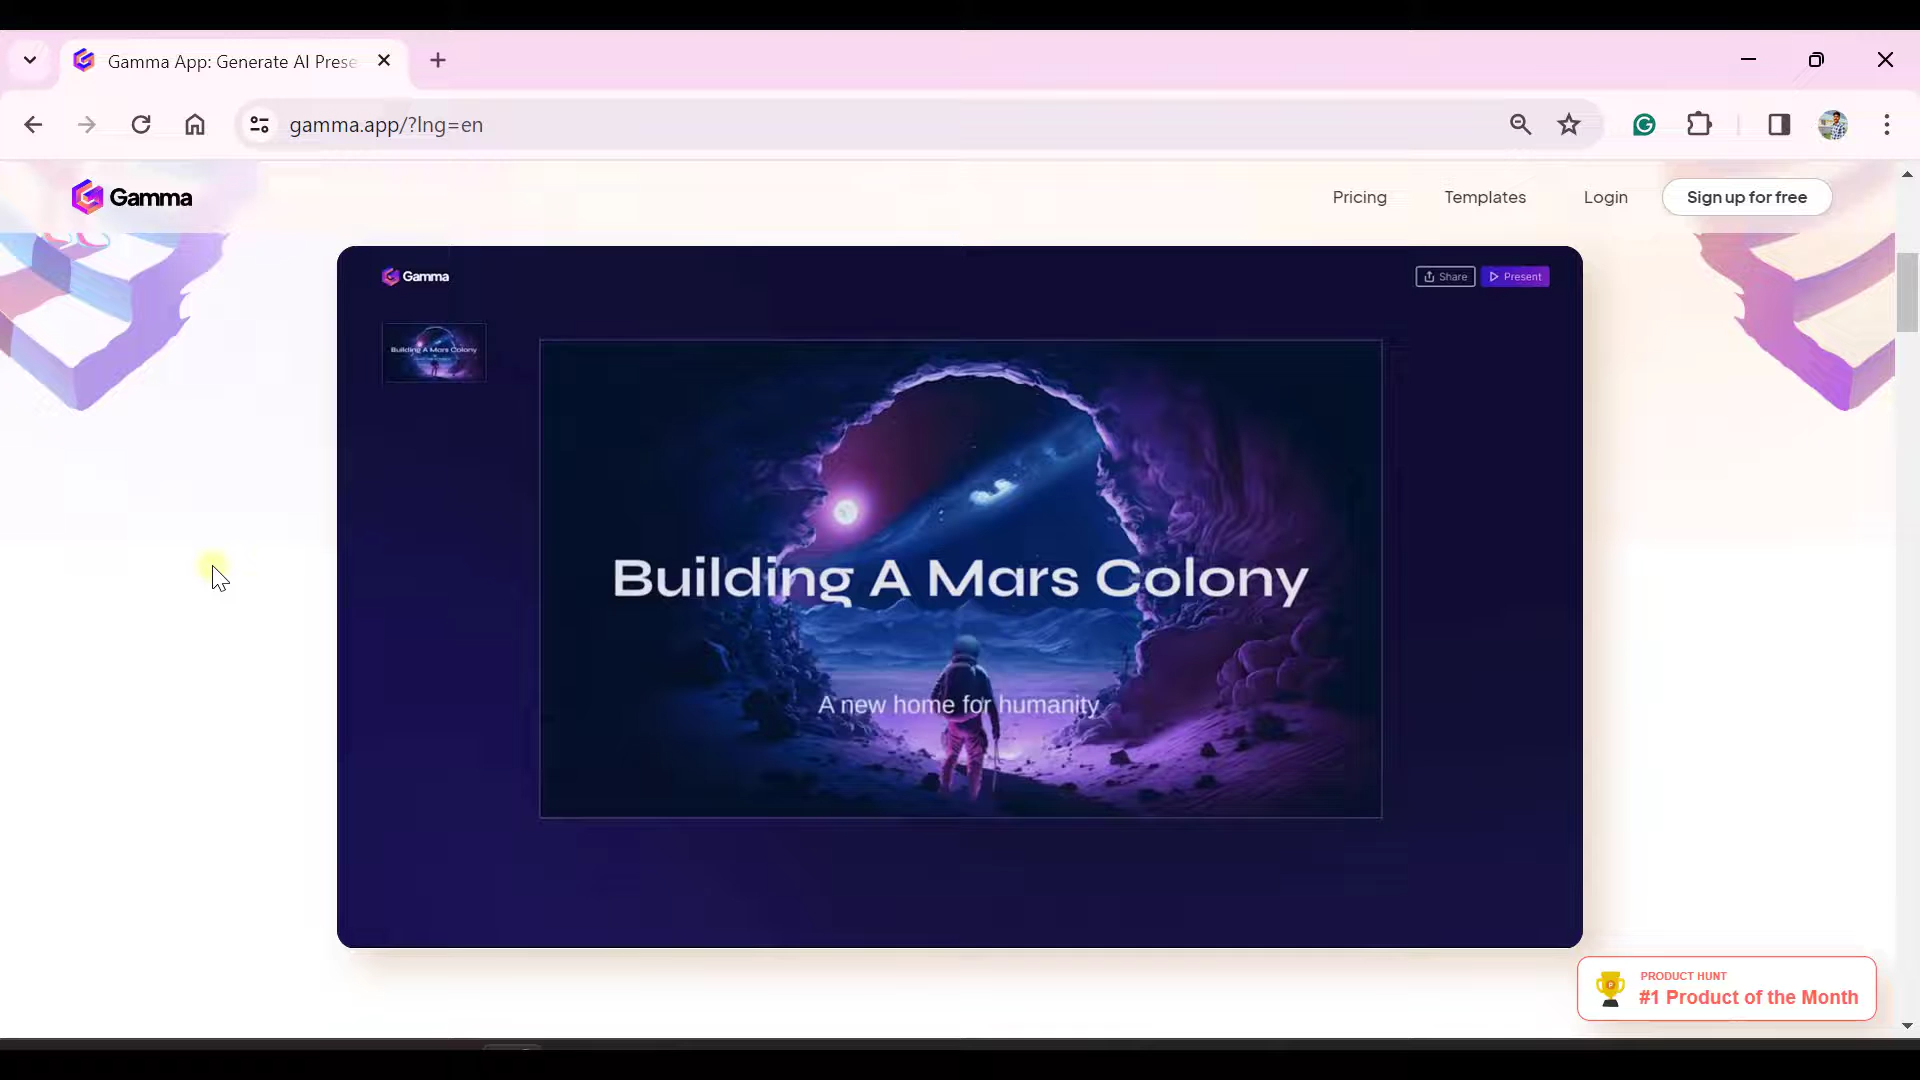 Gamma App: Generate AI Prese
gamma.app/?lng=en
Gamma
Pricing
Templates
Login
Sign up for free
Gamma
Share
Present
Building A Mars Colony
Building A Mars Colony
A new home for humanity
PRODUCT HUNT
#1 Product of the Month